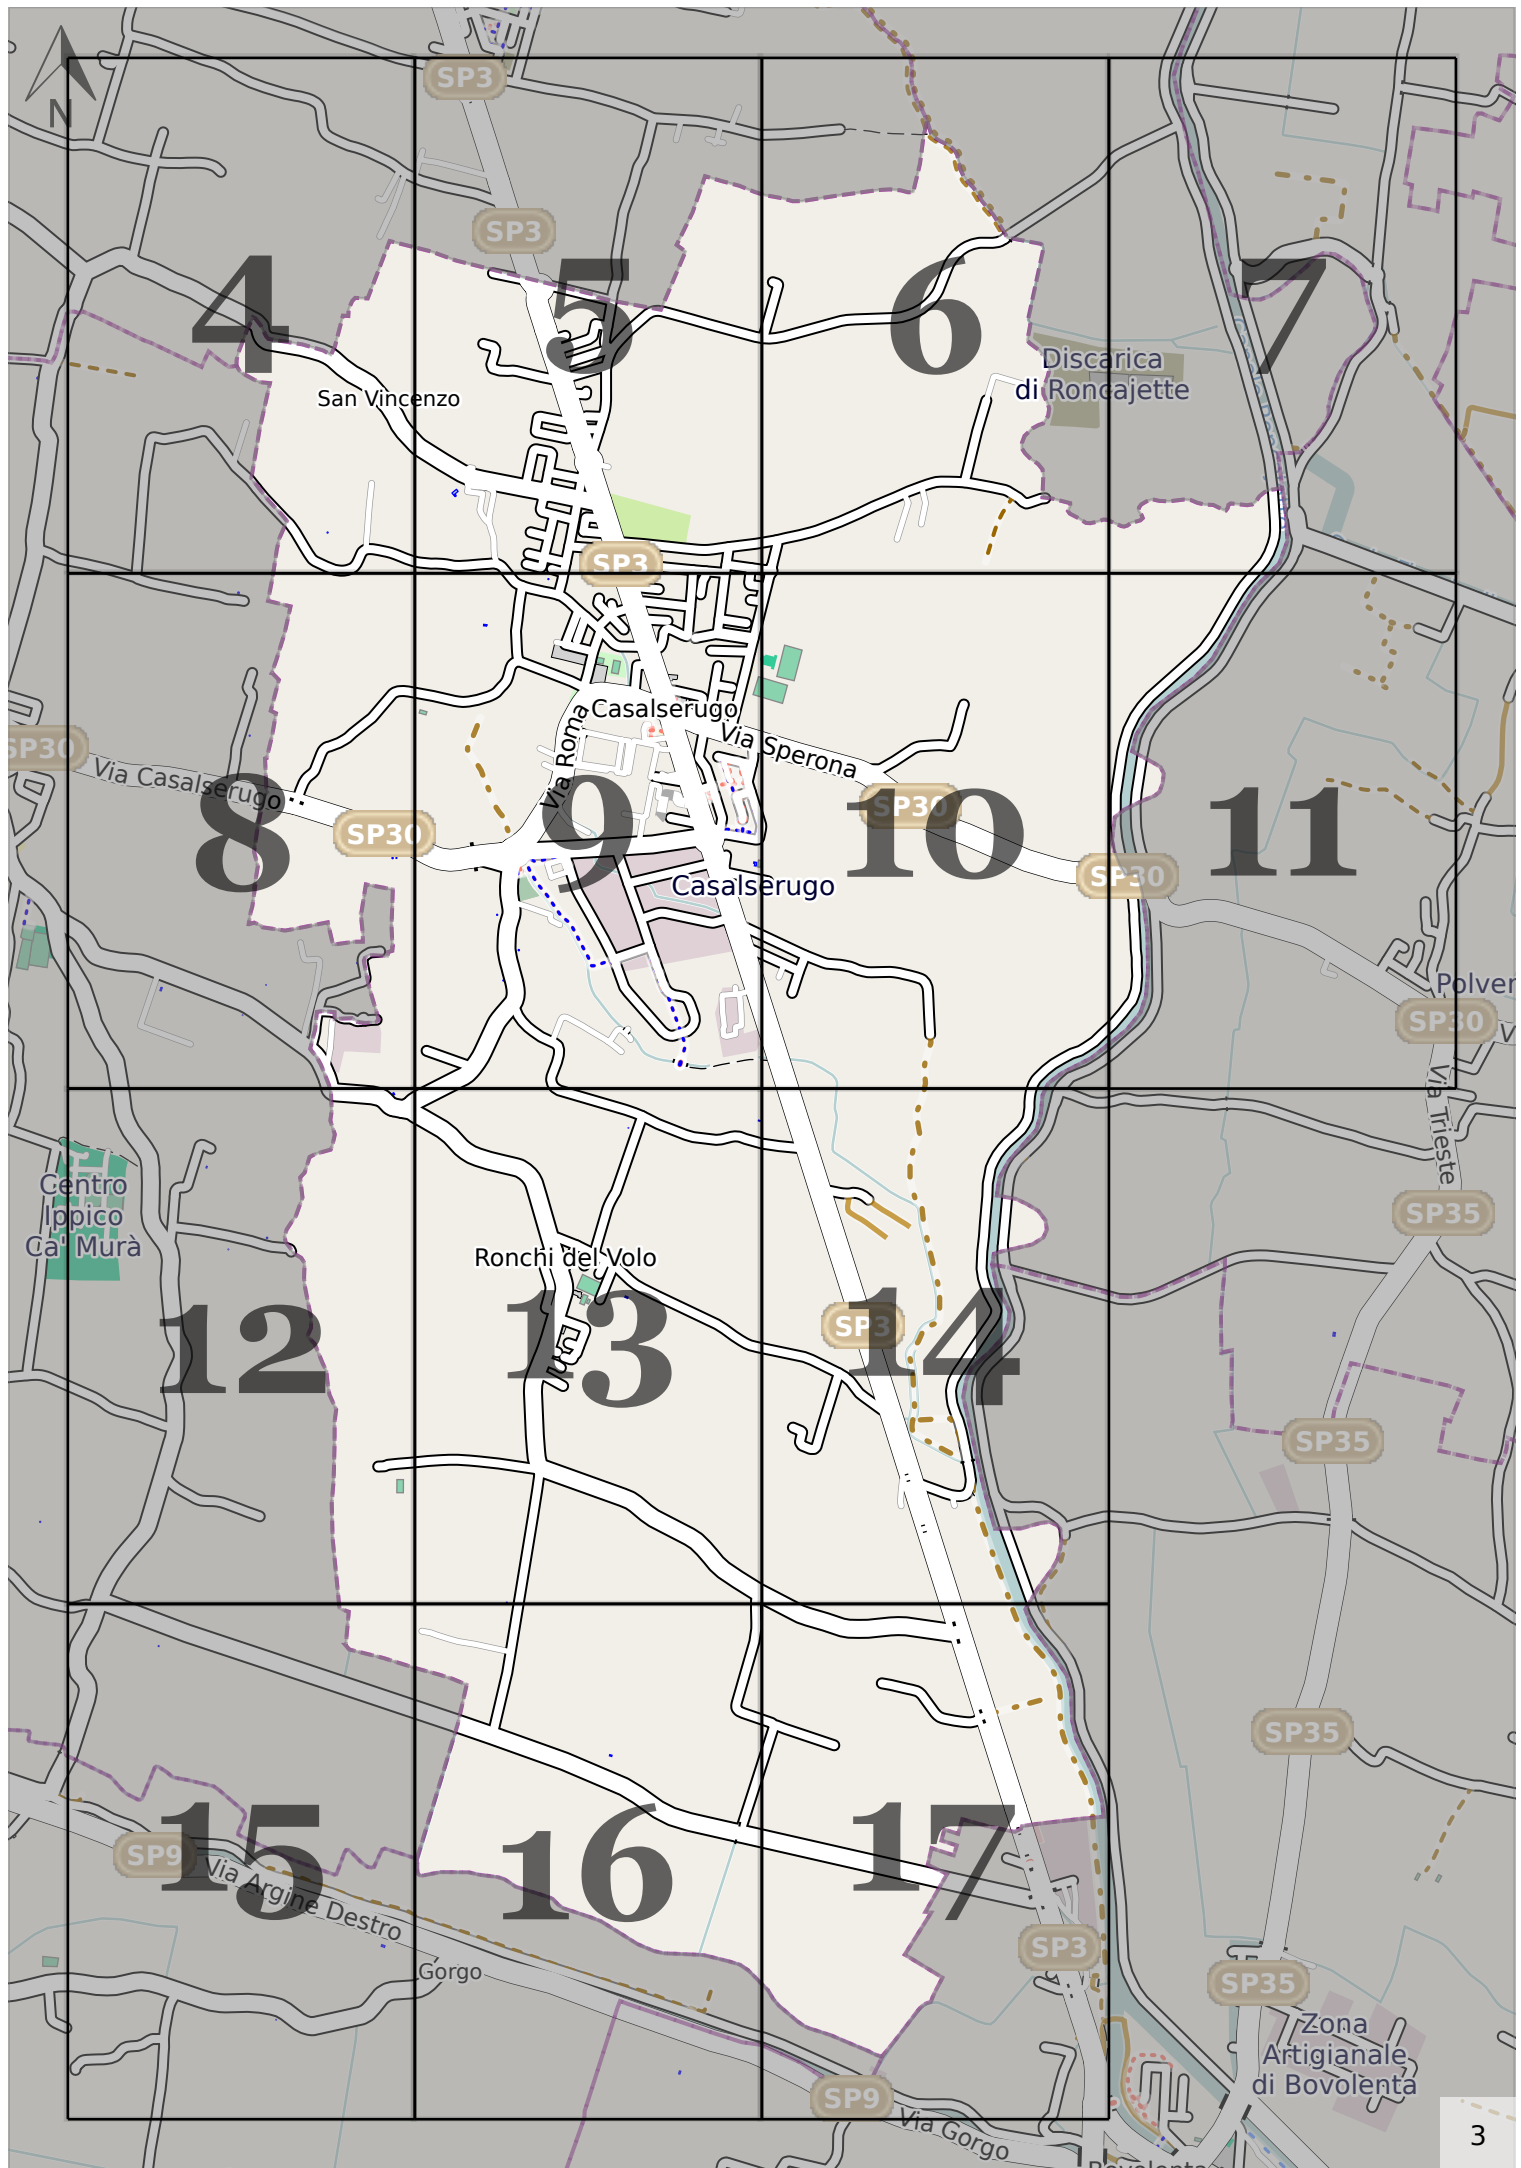 N
SP3
SP3
4
5
6
7
San Vincenzo
Discarica
di Roncajette
SP3
SP30
Via Casalserugo
SP30
Casalserugo
Via Roma
Via Sperona
SP30
8
9
10
11
Casalserugo
SP30
Polver
SP30
V
Via Trieste
Centro
Ippico
Ca' Murà
SP35
Ronchi del Volo
SP3
12
13
14
SP35
SP35
SP9
Via Argine Destro
15
16
17
Gorgo
SP3
SP35
Zona
Artigianale
di Bovolenta
SP9
Via Gorgo
Bovolenta
3